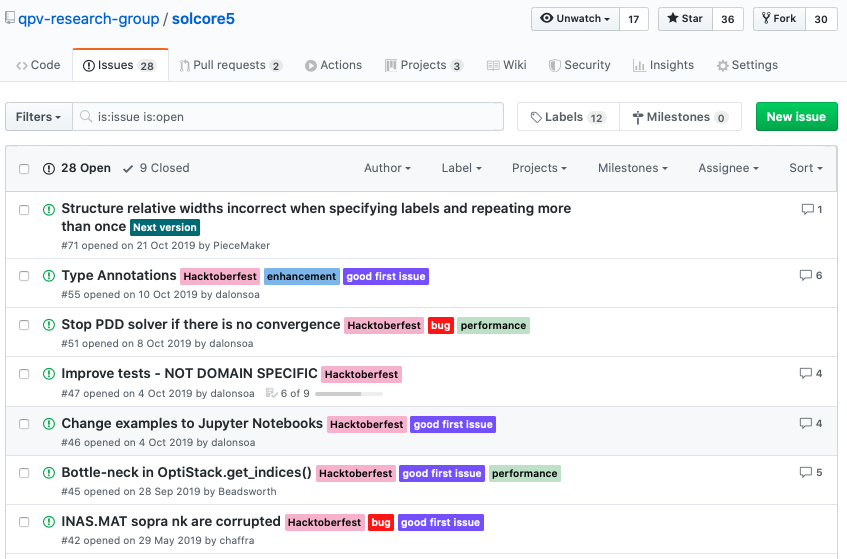 qpv-research-group / solcore5
Unwatch 17 Star 36 Fork 30
Code Issues 28 Pull requests 2 Actions Projects 3 Wiki Security Insights Settings
Filters is:issue is:open Labels 12 Milestones 0 New issue
28 Open 9 Closed Author Label Projects Milestones Assignee Sort
Structure relative widths incorrect when specifying labels and repeating more 1
than once Next version
#71 opened on 21 Oct 2019 by PieceMaker
Type Annotations Hacktoberfest enhancement good first issue 6
#55 opened on 10 Oct 2019 by dalonsoa
Stop PDD solver if there is no convergence Hacktoberfest bug performance
#51 opened on 8 Oct 2019 by dalonsoa
Improve tests - NOT DOMAIN SPECIFIC Hacktoberfest 4
#47 opened on 4 Oct 2019 by dalonsoa 6 of 9
Change examples to Jupyter Notebooks Hacktoberfest good first issue 4
#46 opened on 4 Oct 2019 by dalonsoa
Bottle-neck in OptiStack.get_indices() Hacktoberfest good first issue performance 5
#45 opened on 28 Sep 2019 by Beadsworth
INAS.MAT sopra nk are corrupted Hacktoberfest bug good first issue
#42 opened on 29 May 2019 by chaffra